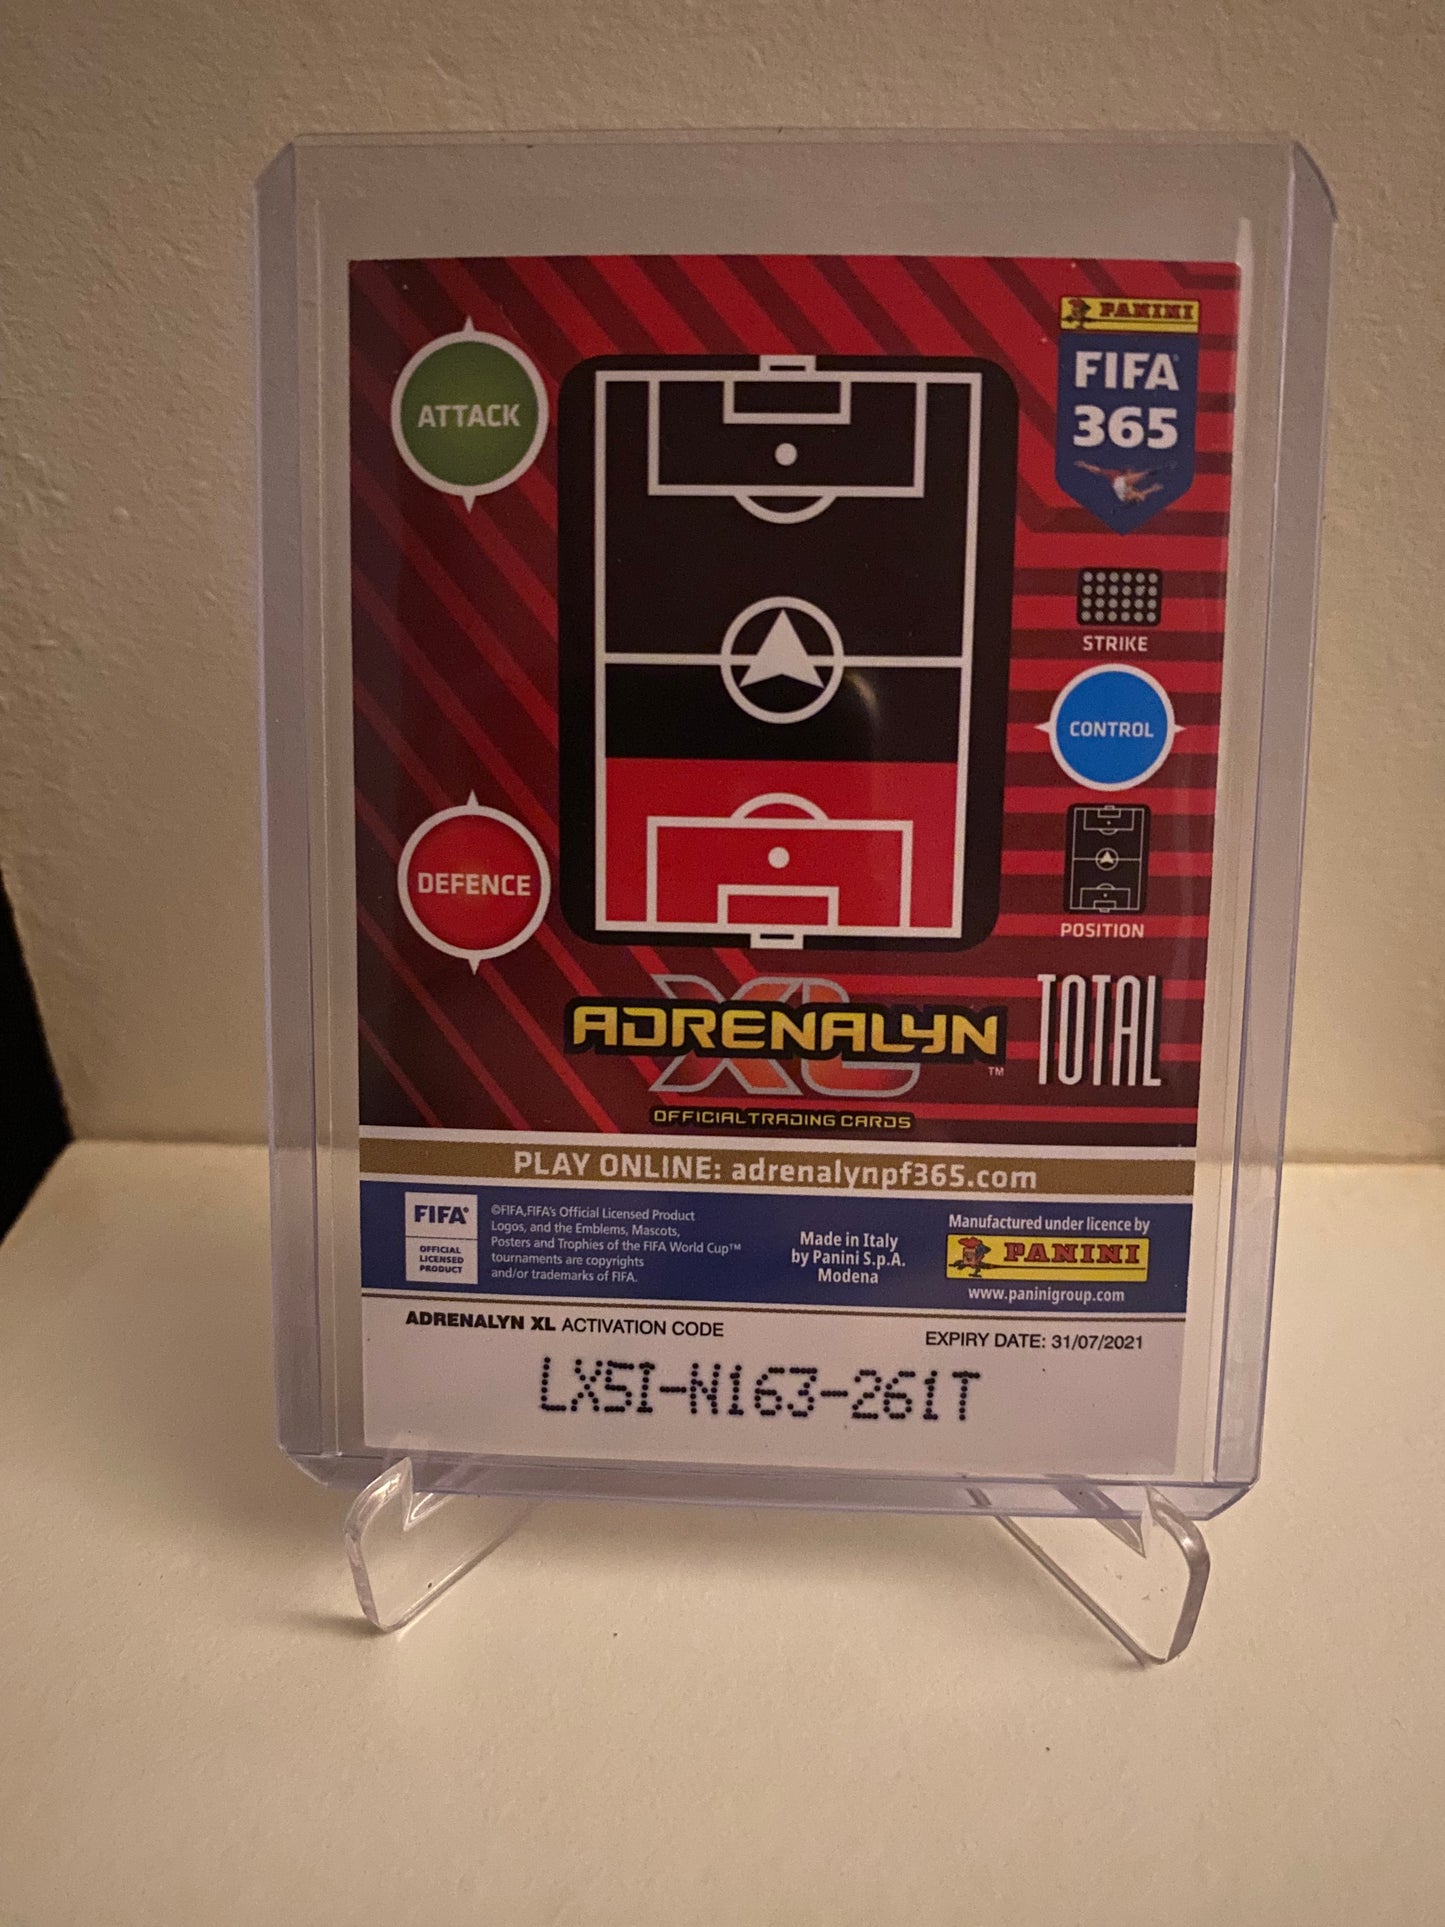 PANINI
FIFA
365
ATTACK
STRIKE
CONTROL
DEFENCE
POSITION
XL
ADRENALYN™
TOTAL
OFFICIAL TRADING CARDS
PLAY ONLINE: adrenalynpf365.com
FIFA®
OFFICIAL
LICENSED
PRODUCT
©FIFA,FIFA's Official Licensed Product
Logos, and the Emblems, Mascots,
Posters and Trophies of the FIFA World Cup™
tournaments are copyrights
and/or trademarks of FIFA.
Made in Italy
by Panini S.p.A.
Modena
Manufactured under licence by
PANINI
www.paninigroup.com
ADRENALYN XL ACTIVATION CODE
EXPIRY DATE: 31/07/2021
LX5I-N163-261T